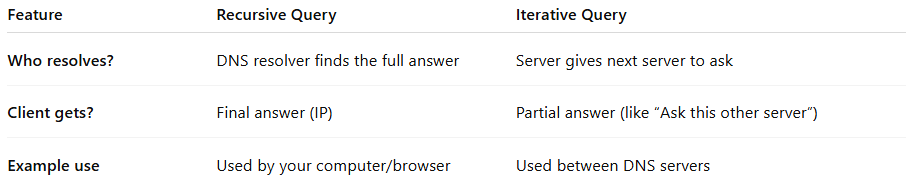 Feature Recursive Query Iterative Query
Who resolves? DNS resolver finds the full answer Server gives next server to ask
Client gets? Final answer (IP) Partial answer (like “Ask this other server”)
Example use Used by your computer/browser Used between DNS servers